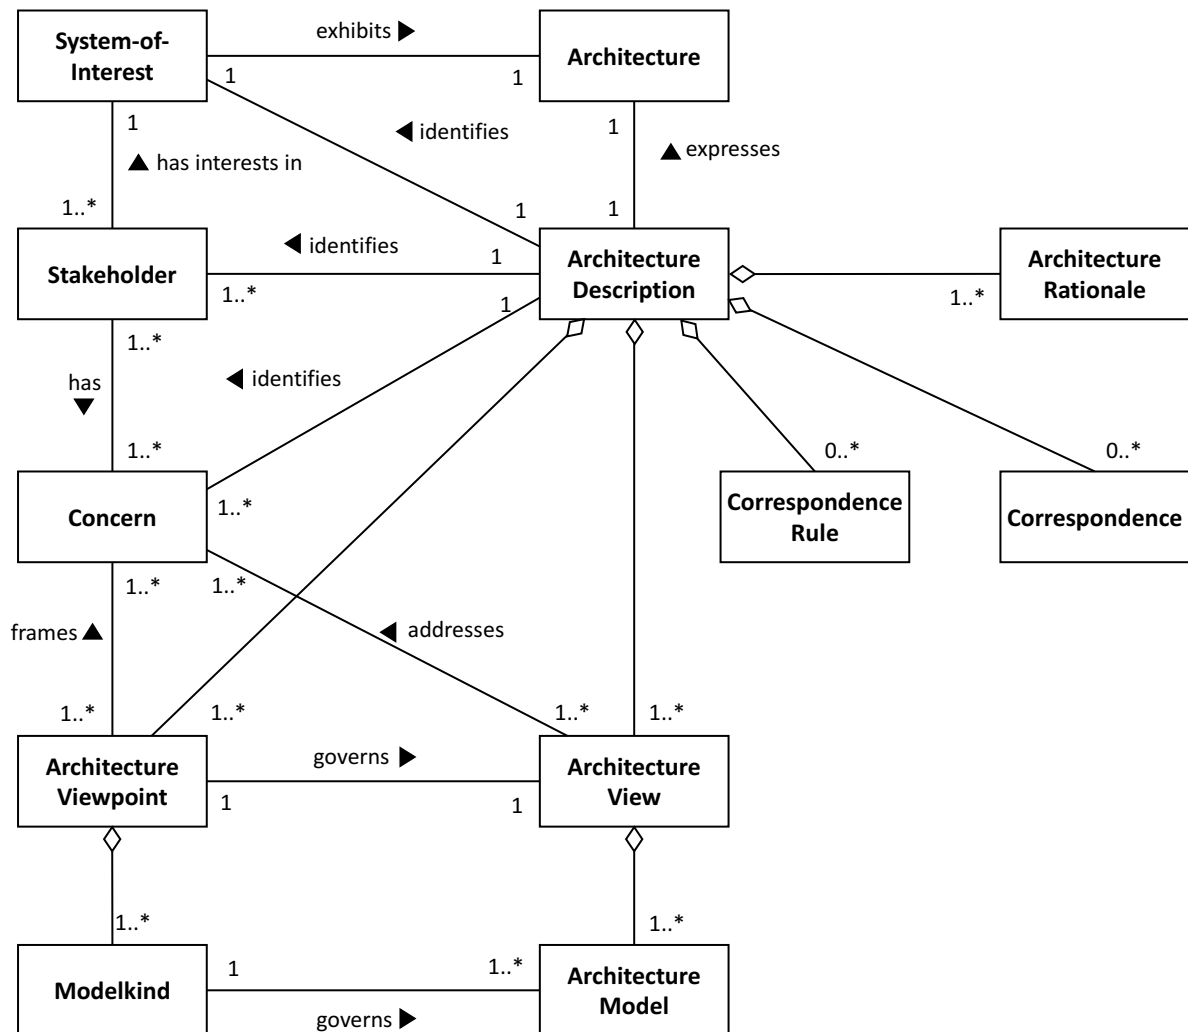 System-of-
Interest
exhibits
Architecture
1
1
1
identifies
1
has interests in
expresses
1..*
1
1
Stakeholder
identifies
1
1..*
Architecture
Description
1..*
Architecture
Rationale
1
1..*
has
identifies
1..*
0..*
0..*
Concern
1..*
Correspondence
Rule
Correspondence
1..*
1..*
frames
addresses
1..*
1..*
1..*
1..*
Architecture
Viewpoint
governs
Architecture
View
1
1
1..*
1..*
Modelkind
1
1..*
Architecture
Model
governs